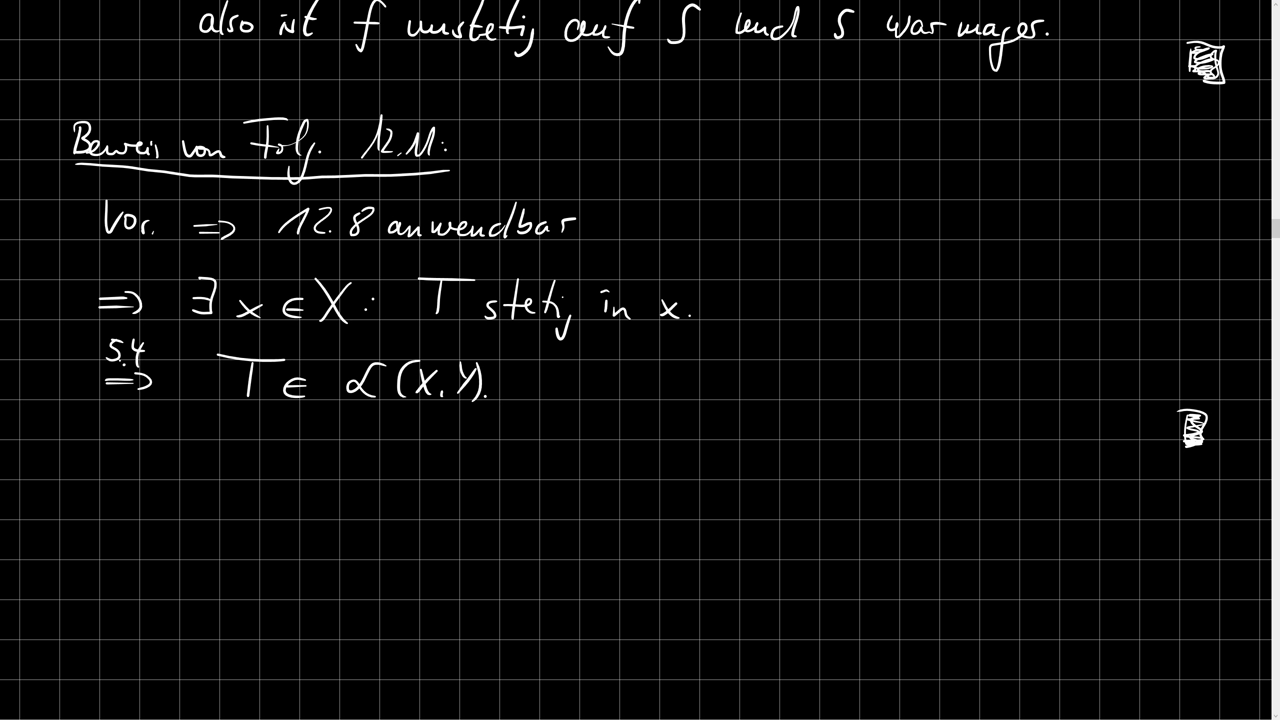 also ist f unstetig auf S und S war mager.
Beweis von Folg. 12.11:
Vor. ⇒ 12.8 anwendbar
⇒ ∃ x ∈ X: T stetig in x.
5.4
⇒ T ∈ L(X,Y).